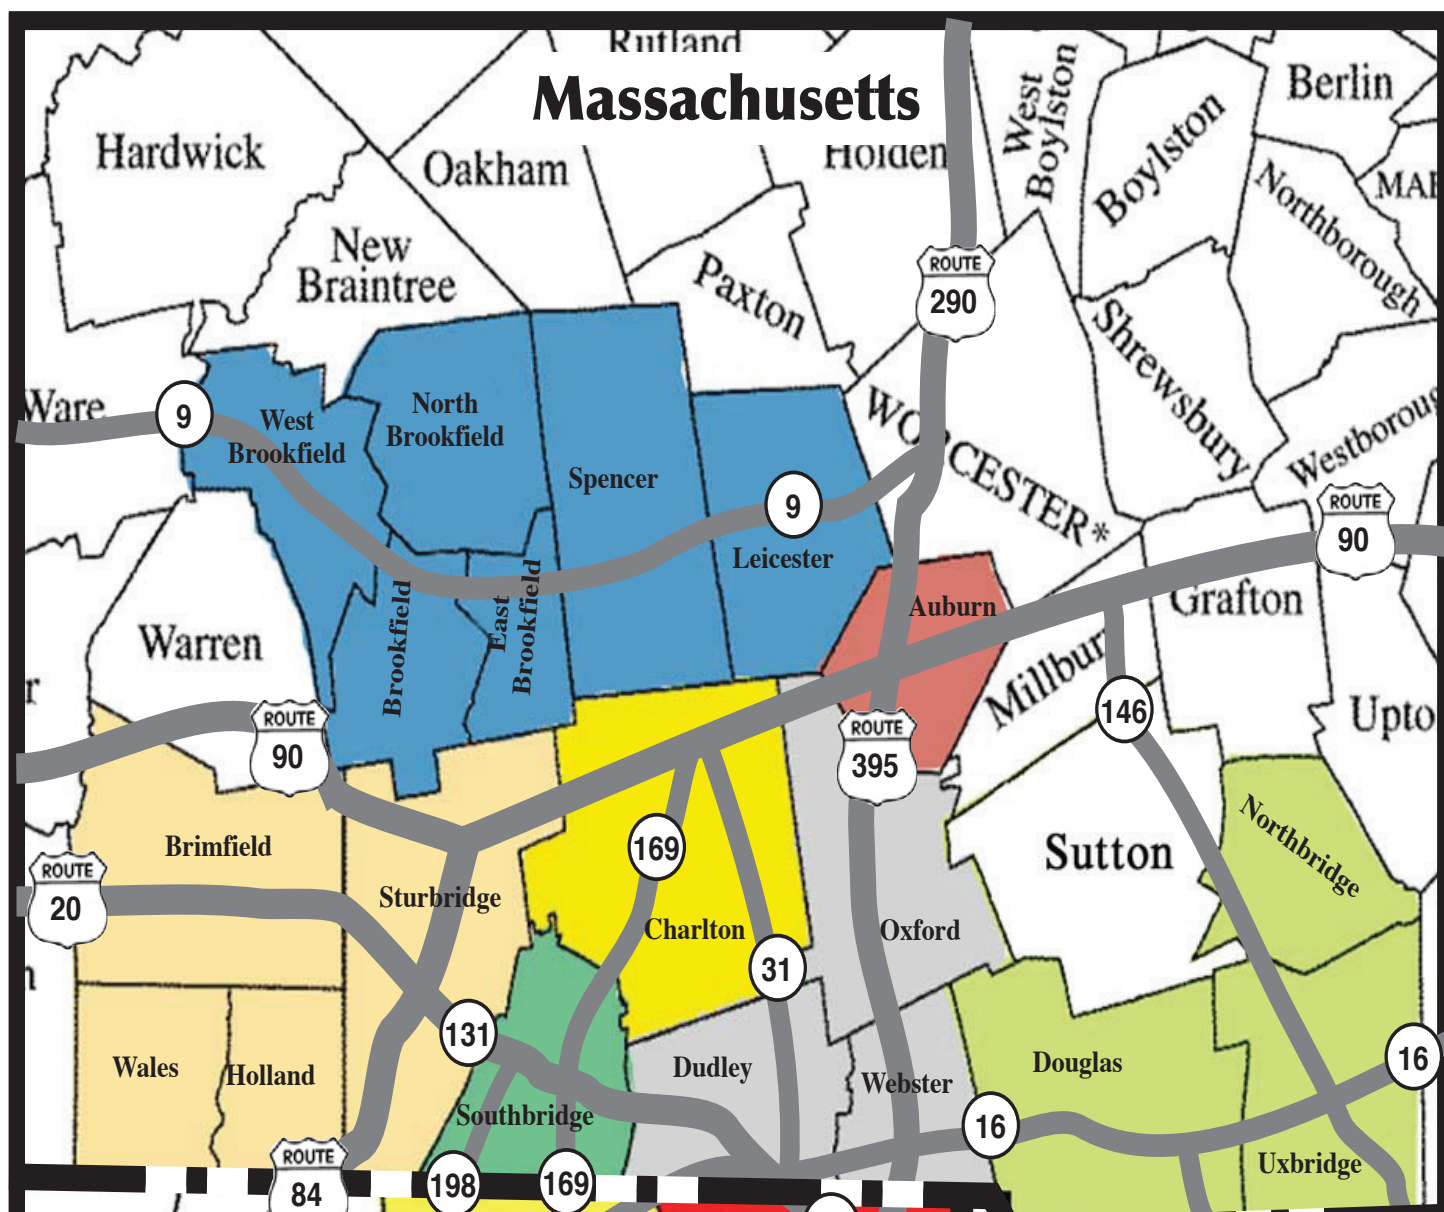 Rutland
Massachusetts
West
Boylston
Berlin
Boylston
Hardwick
Oakham
Holden
Northborough
New
Braintree
Paxton
ROUTE
290
Shrewsbury
Ware
9
West
Brookfield
North
Brookfield
WORCESTER*
Spencer
9
Leicester
ROUTE
90
Auburn
Grafton
Warren
Brookfield
East
Brookfield
Millbur
ROUTE
90
146
Upto
ROUTE
395
Brimfield
169
Sutton
Northbridge
ROUTE
20
Sturbridge
Charlton
Oxford
31
131
Wales
Holland
Dudley
Webster
Douglas
16
Southbridge
16
ROUTE
84
198
169
Uxbridge